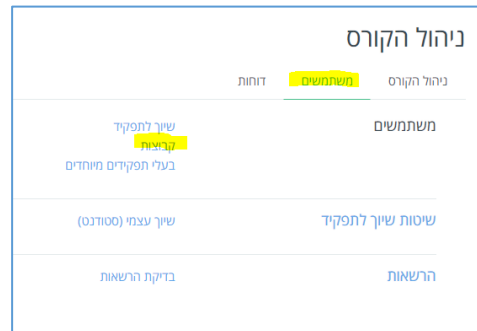 ניהול הקורס
ניהול הקורס משתמשים דוחות
משתמשים שיוך לתפקיד
קבוצות
בעלי תפקידים מיוחדים
שיטות שיוך לתפקיד שיוך עצמי (סטודנט)
הרשאות בדיקת הרשאות